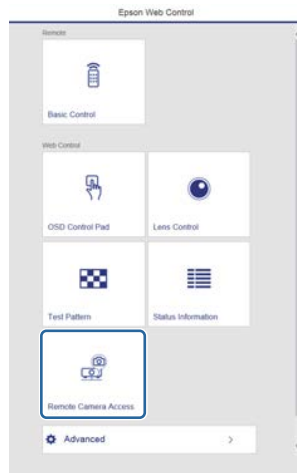 Epson Web Control
Remote
Basic Control
Web Control
OSD Control Pad
Lens Control
Test Pattern
Status Information
Remote Camera Access
Advanced